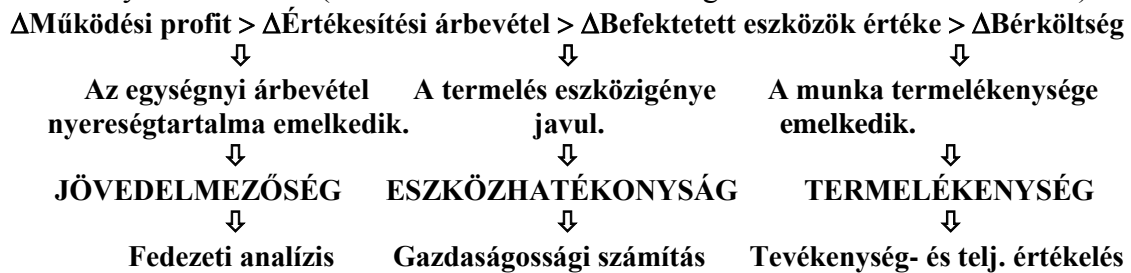 ΔMűködési profit > ΔÉrtékesítési árbevétel > ΔBefektetett eszközök értéke > ΔBérköltség
⇩ ⇩ ⇩
Az egységnyi árbevétel A termelés eszközigénye A munka termelékenysége
nyereségtartalma emelkedik. javul. emelkedik.
⇩ ⇩ ⇩
JÖVEDELMEZŐSÉG ESZKÖZHATÉKONYSÁG TERMELÉKENYSÉG
⇩ ⇩ ⇩
Fedezeti analízis Gazdaságossági számítás Tevékenység- és telj. értékelés